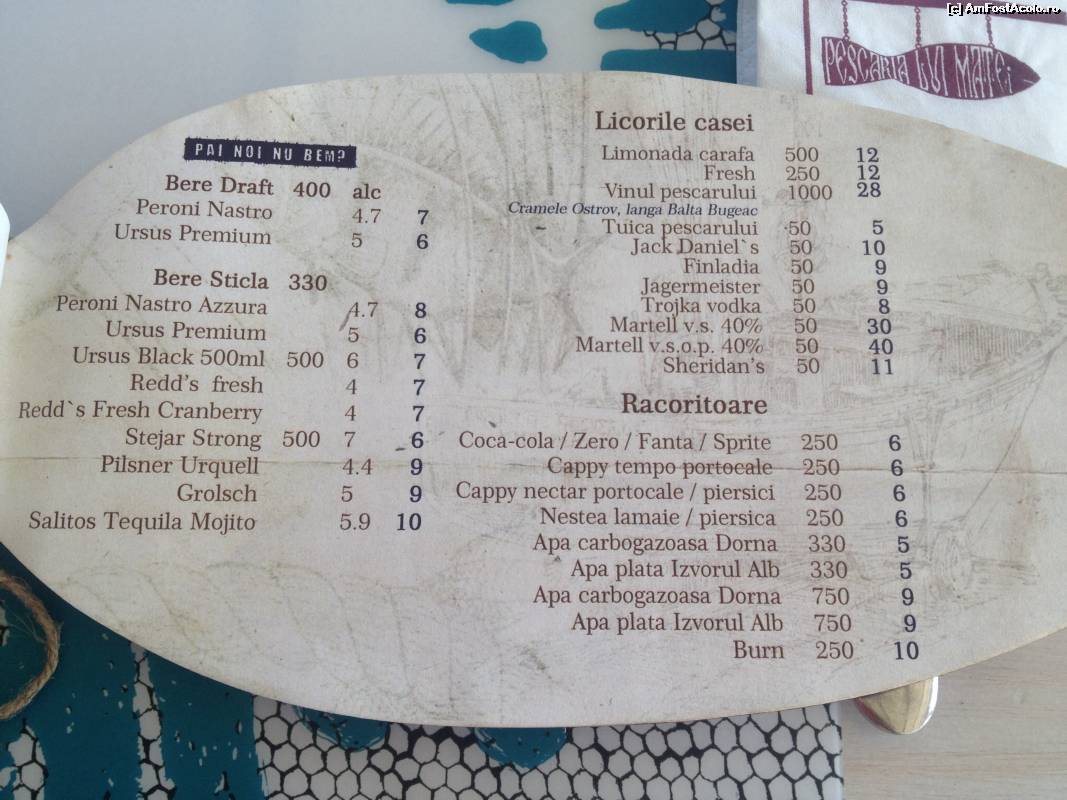 [c] AmFostAcolo.ro
PESCARIA LUI MATEI
PAI NOI NU BEM?
Bere Draft 400 alc
Peroni Nastro 4.7 7
Ursus Premium 5 6
Bere Sticla 330
Peroni Nastro Azzura 4.7 8
Ursus Premium 5 6
Ursus Black 500ml 500 6 7
Redd's fresh 4 7
Redd`s Fresh Cranberry 4 7
Stejar Strong 500 7 6
Pilsner Urquell 4.4 9
Grolsch 5 9
Salitos Tequila Mojito 5.9 10
Licorile casei
Limonada carafa 500 12
Fresh 250 12
Vinul pescarului 1000 28
Cramele Ostrov, langa Balta Bugeac
Tuica pescarului 50 5
Jack Daniel`s 50 10
Finladia 50 9
Jagermeister 50 9
Trojka vodka 50 8
Martell v.s. 40% 50 30
Martell v.s.o.p. 40% 50 40
Sheridan's 50 11
Racoritoare
Coca-cola / Zero / Fanta / Sprite 250 6
Cappy tempo portocale 250 6
Cappy nectar portocale / piersici 250 6
Nestea lamaie / piersica 250 6
Apa carbogazoasa Dorna 330 5
Apa plata Izvorul Alb 330 5
Apa carbogazoasa Dorna 750 9
Apa plata Izvorul Alb 750 9
Burn 250 10